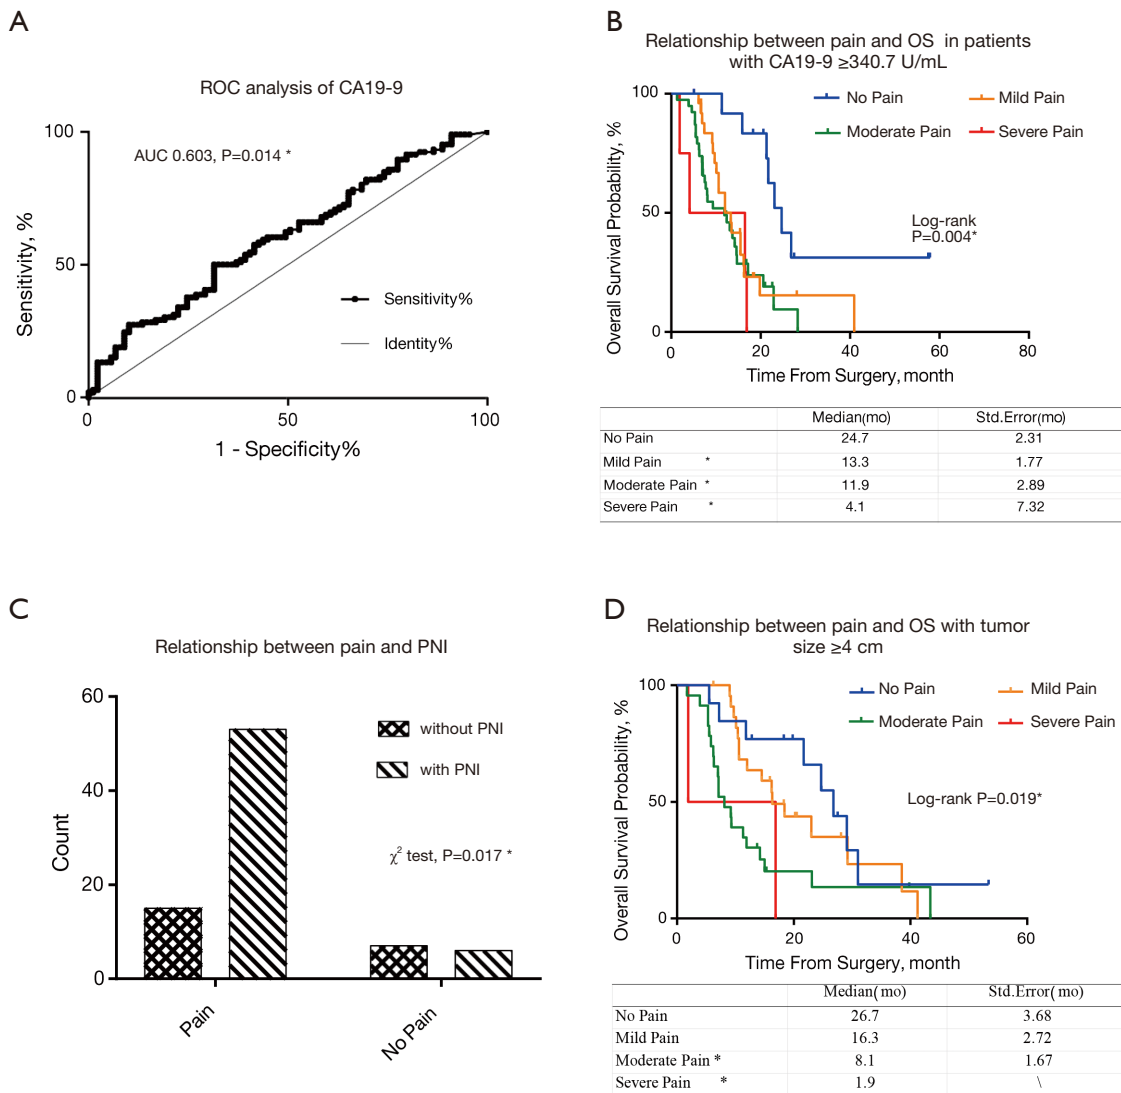 A
ROC analysis of CA19-9
AUC 0.603, P=0.014 *
100
50
0
Sensitivity, %
Sensitivity%
Identity%
0
50
100
1 - Specificity%
B
Relationship between pain and OS in patients
with CA19-9 ≥340.7 U/mL
No Pain
Mild Pain
Moderate Pain
Severe Pain
100
50
0
Overall Survival Probability, %
Log-rank
P=0.004*
0
20
40
60
80
Time From Surgery, month
Median(mo) Std.Error(mo)
No Pain 24.7 2.31
Mild Pain * 13.3 1.77
Moderate Pain * 11.9 2.89
Severe Pain * 4.1 7.32
C
Relationship between pain and PNI
60
40
20
0
Count
without PNI
with PNI
χ² test, P=0.017 *
Pain
No Pain
D
Relationship between pain and OS with tumor
size ≥4 cm
No Pain
Mild Pain
Moderate Pain
Severe Pain
100
50
0
Overall Survival Probability, %
Log-rank P=0.019*
0
20
40
60
Time From Surgery, month
Median( mo) Std.Error( mo)
No Pain 26.7 3.68
Mild Pain 16.3 2.72
Moderate Pain * 8.1 1.67
Severe Pain * 1.9 \